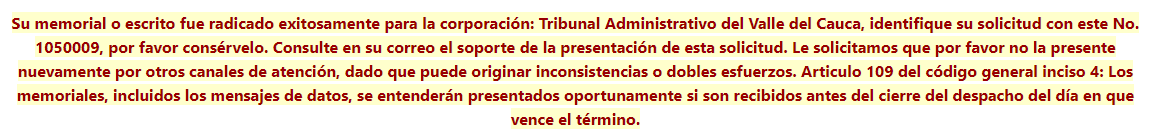 Su memorial o escrito fue radicado exitosamente para la corporación: Tribunal Administrativo del Valle del Cauca, identifique su solicitud con este No.
1050009, por favor consérvelo. Consulte en su correo el soporte de la presentación de esta solicitud. Le solicitamos que por favor no la presente
nuevamente por otros canales de atención, dado que puede originar inconsistencias o dobles esfuerzos. Articulo 109 del código general inciso 4: Los
memoriales, incluidos los mensajes de datos, se entenderán presentados oportunamente si son recibidos antes del cierre del despacho del día en que
vence el término.